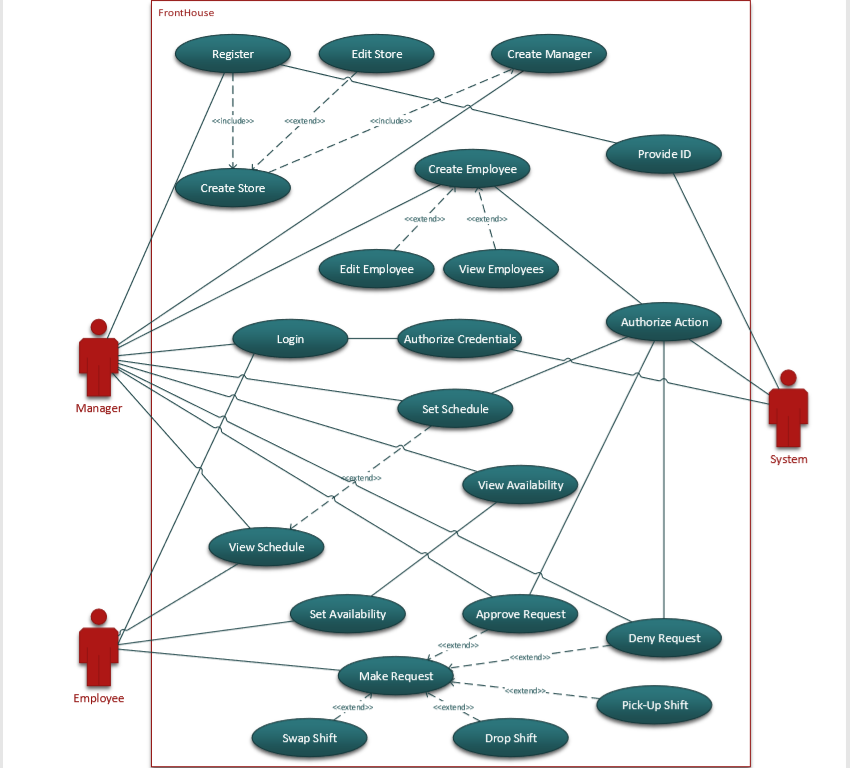 FrontHouse
Register
Edit Store
Create Manager
<<include>>
<<extend>>
<<include>>
Provide ID
Create Employee
Create Store
<<extend>>
<<extend>>
Edit Employee
View Employees
Authorize Action
Login
Authorize Credentials
Manager
Set Schedule
System
<<extend>>
View Availability
View Schedule
Set Availability
Approve Request
Deny Request
<<extend>>
<<extend>>
Make Request
<<extend>>
Employee
Pick-Up Shift
<<extend>>
<<extend>>
Swap Shift
Drop Shift